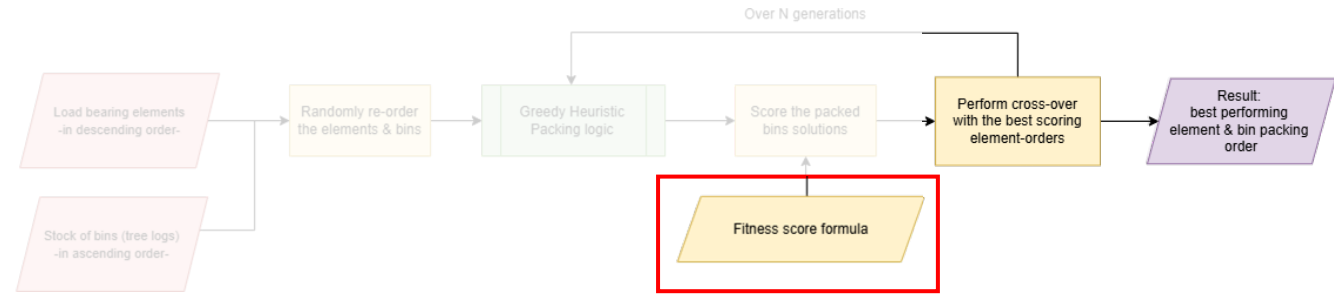 Over N generations
Load bearing elements
-in descending order-
Randomly re-order
the elements & bins
Greedy Heuristic
Packing logic
Score the packed
bins solutions
Perform cross-over
with the best scoring
element-orders
Result:
best performing
element & bin packing
order
Stock of bins (tree logs)
-in ascending order-
Fitness score formula